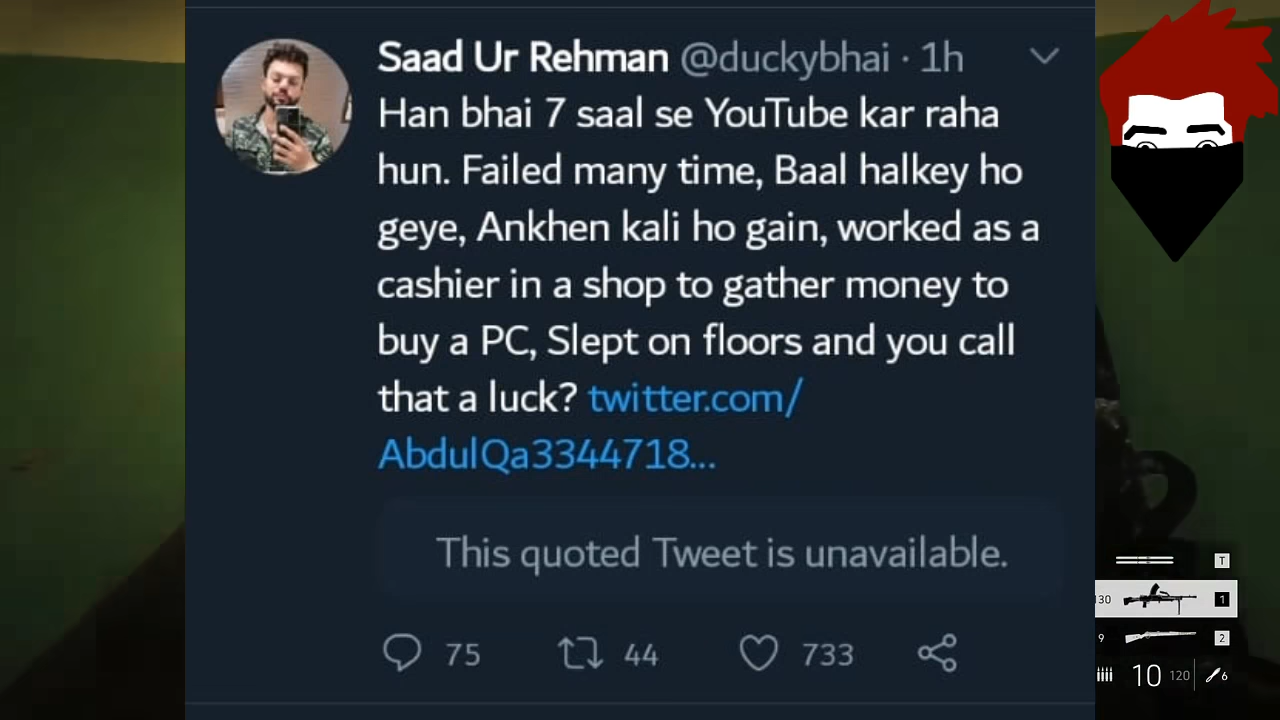 Saad Ur Rehman @duckybhai · 1h
Han bhai 7 saal se YouTube kar raha
hun. Failed many time, Baal halkey ho
geye, Ankhen kali ho gain, worked as a
cashier in a shop to gather money to
buy a PC, Slept on floors and you call
that a luck? twitter.com/
AbdulQa3344718...
This quoted Tweet is unavailable.
75 44 733
T
130 1
9 2
10 120 6